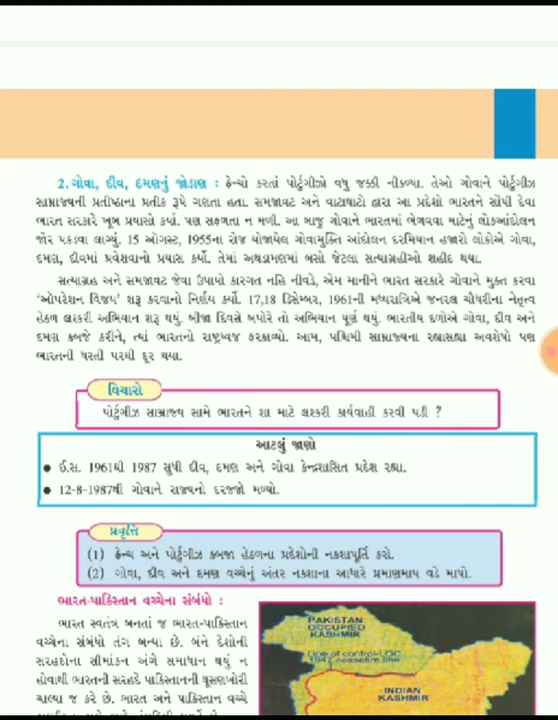 2. ગોવા, દીવ, દમણનું જોડાણ : ફ્રેન્ચો કરતાં પોર્ટુગીઝો વધુ જક્કી નીકળ્યા. તેઓ ગોવાને પોર્ટુગીઝ
સામ્રાજ્યની પ્રતીષ્ઠાના પ્રતીક રૂપે ગણતા હતા. સમજાવટ અને વાટાઘાટો દ્વારા આ પ્રદેશો ભારતને સોંપી દેવા
ભારત સરકારે ખૂબ પ્રયાસો કર્યા. પણ સફળતા ન મળી. આ બાજુ ગોવાને ભારતમાં ભેળવવા માટેનું લોકઆંદોલન
જોર પકડવા લાગ્યું. 15 ઓગસ્ટ, 1955ના રોજ યોજાયેલ ગોવામુક્તિ આંદોલન દરમિયાન હજારો લોકોએ ગોવા,
દમણ, દીવમાં પ્રવેશવાનો પ્રયાસ કર્યો. તેમાં અથડામણમાં બસો જેટલા સત્યાગ્રહીઓ શહીદ થયા.
સત્યાગ્રહ અને સમજાવટ જેવા ઉપાયો કારગત નહિ નીવડે, એમ માનીને ભારત સરકારે ગોવાને મુક્ત કરવા
'ઓપરેશન વિજય' શરૂ કરવાનો નિર્ણય કર્યો. 17,18 ડિસેમ્બર, 1961ની મધ્યરાત્રિએ જનરલ ચૌધરીના નેતૃત્વ
હેઠળ લશ્કરી અભિયાન શરૂ થયું. બીજા દિવસે બપોરે તો અભિયાન પૂર્ણ થયું. ભારતીય દળોએ ગોવા, દીવ અને
દમણ કબજે કરીને, ત્યાં ભારતનો રાષ્ટ્રધ્વજ ફરકાવ્યો. આમ, પશ્ચિમી સામ્રાજ્યના રહ્યાસહ્યા અવશેષો પણ
ભારતની ધરતી પરથી દૂર થયા.
વિચારો
પોર્ટુગીઝ સામ્રાજ્ય સામે ભારતને શા માટે લશ્કરી કાર્યવાહી કરવી પડી ?
આટલું જાણો
● ઈ.સ. 1961થી 1987 સુધી દીવ, દમણ અને ગોવા કેન્દ્રશાસિત પ્રદેશ રહ્યા.
● 12-8-1987થી ગોવાને રાજ્યનો દરજ્જો મળ્યો.
પ્રવૃત્તિ
(1) ફ્રેન્ચ અને પોર્ટુગીઝ કબજા હેઠળના પ્રદેશોની નકશાપૂર્તિ કરો.
(2) ગોવા, દીવ અને દમણ વચ્ચેનું અંતર નકશાના આધારે પ્રમાણમાપ વડે માપો.
ભારત-પાકિસ્તાન વચ્ચેના સંબંધો :
ભારત સ્વતંત્ર બનતાં જ ભારત-પાકિસ્તાન
વચ્ચેના સંબંધો તંગ બન્યા છે. બંને દેશોની
સરહદોના સીમાંકન અંગે સમાધાન થયું ન
હોવાથી ભારતની સરહદે પાકિસ્તાનની ઘૂસણખોરી
ચાલ્યા જ કરે છે. ભારત અને પાકિસ્તાન વચ્ચે
PAKISTAN
OCCUPIED
KASHMIR
Line of control-LOC
1947 ceasefire line
INDIAN
KASHMIR